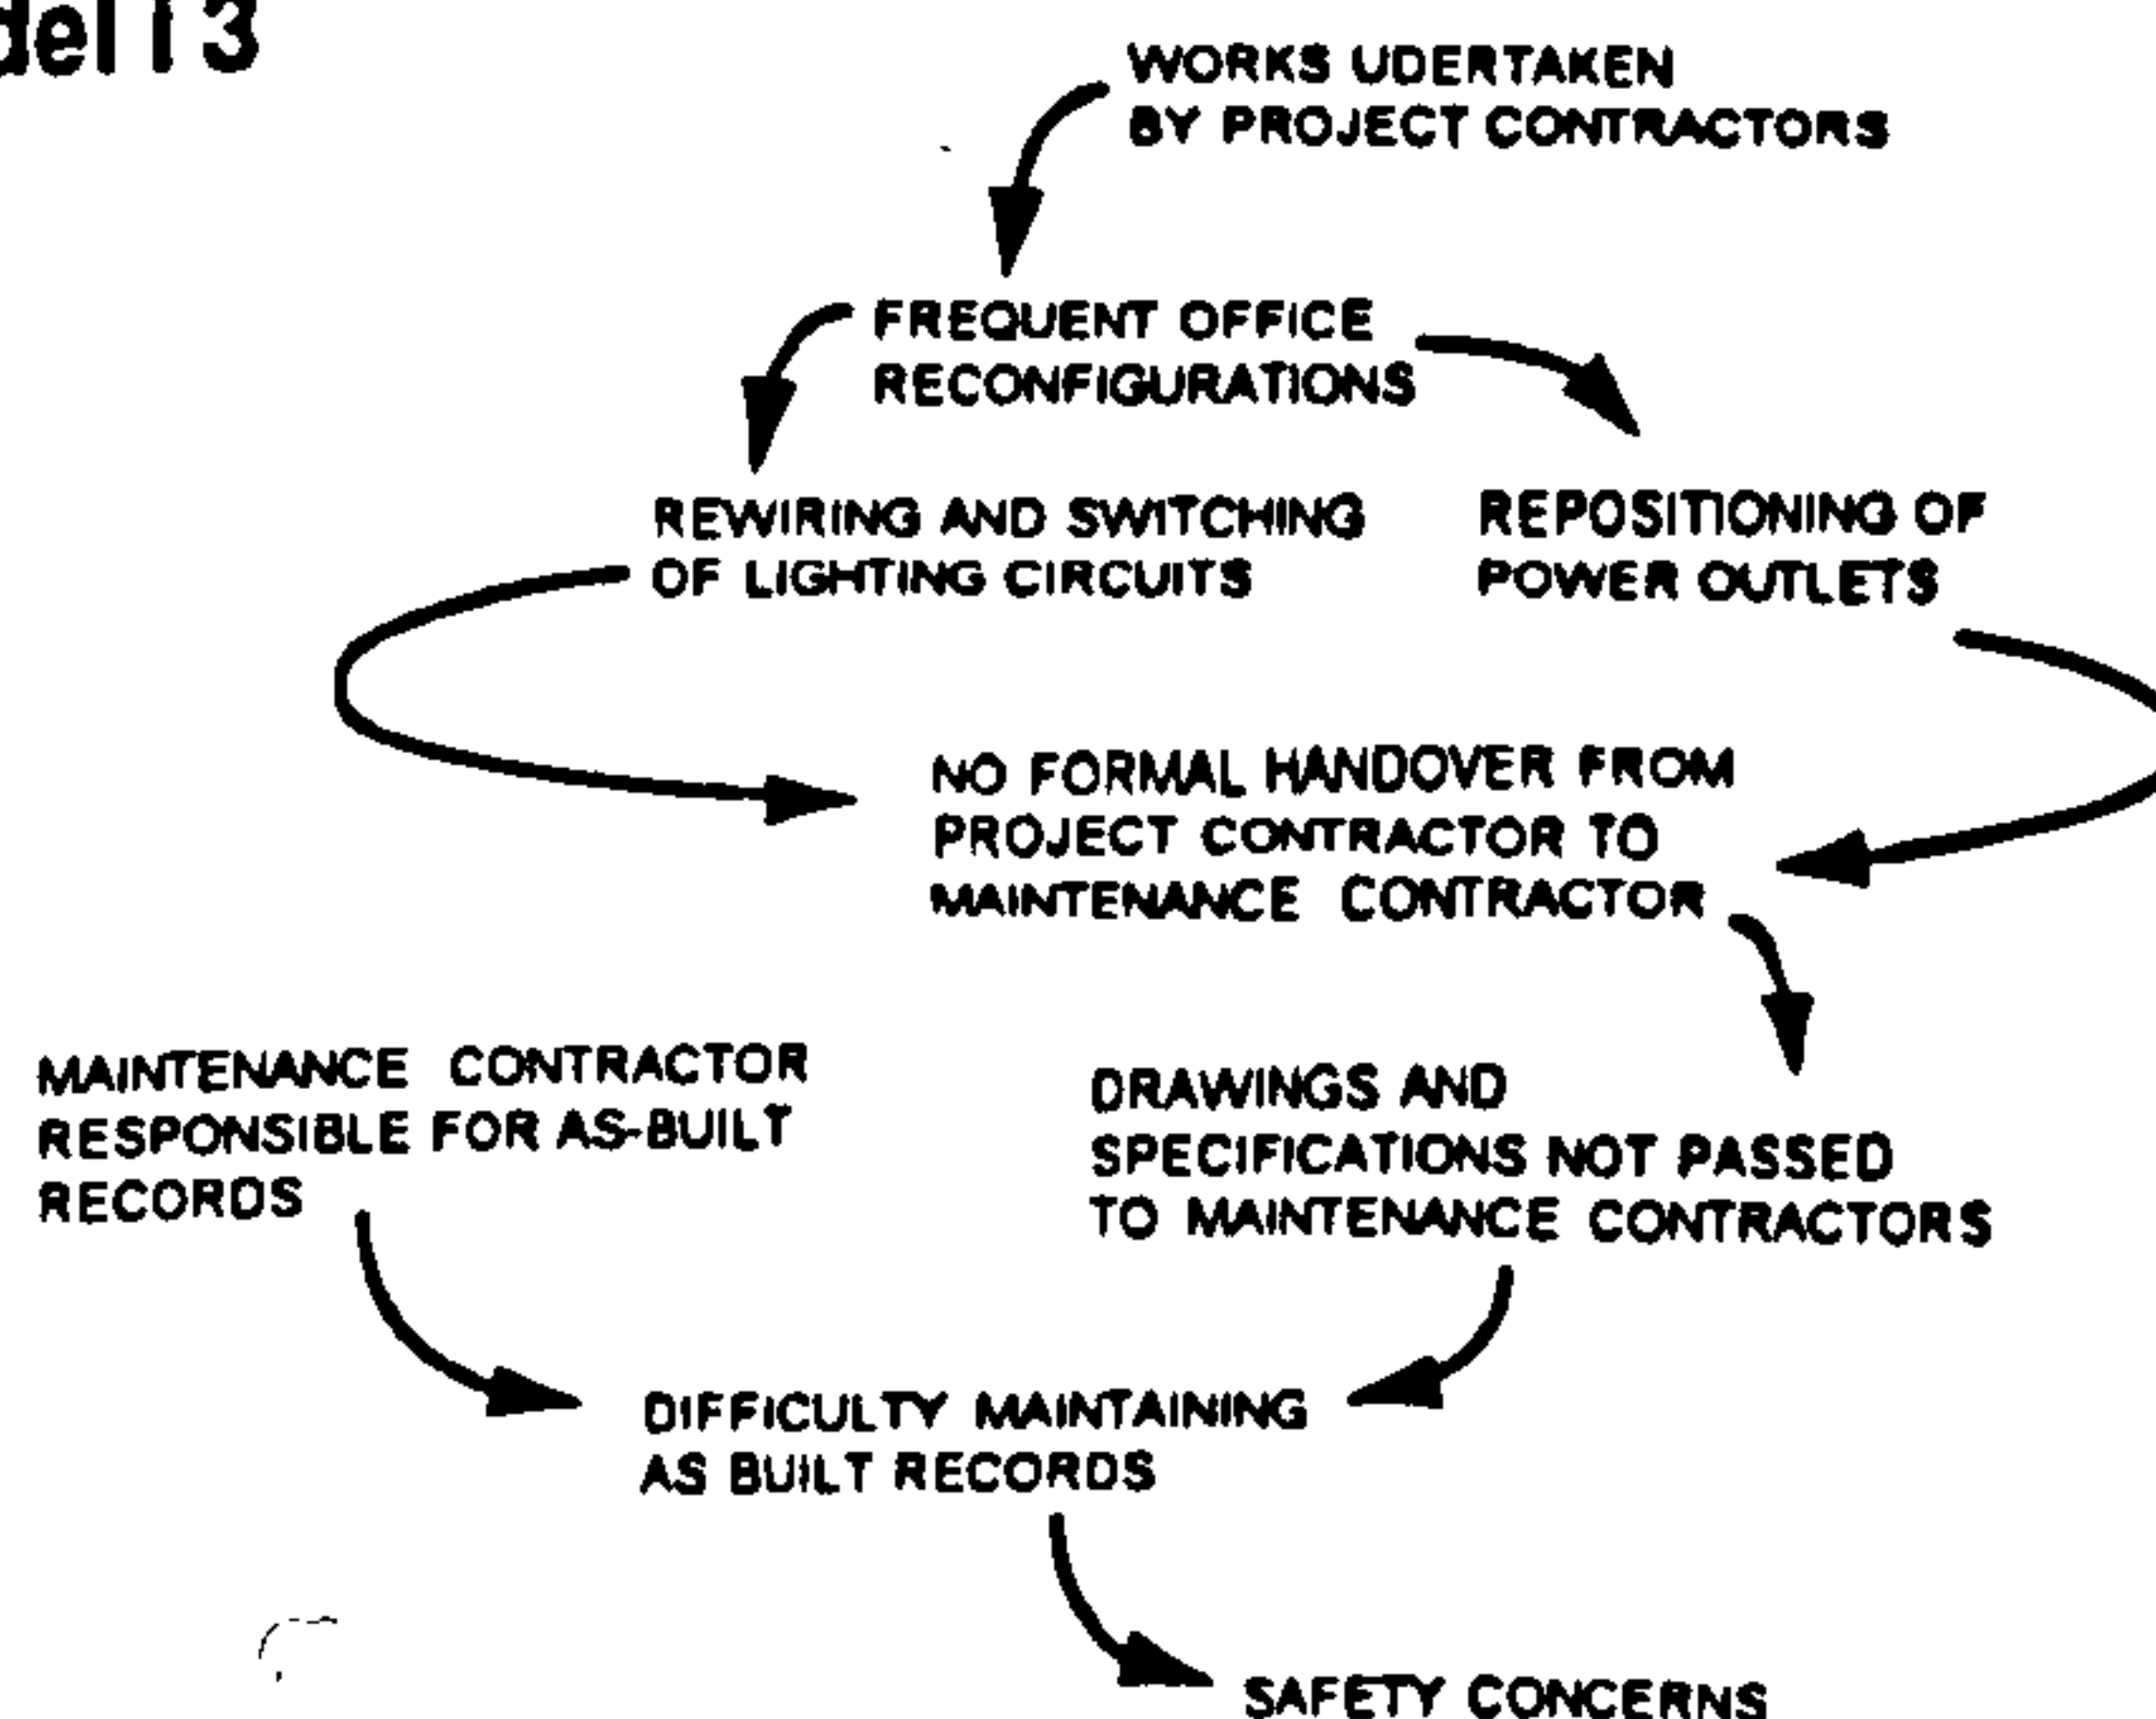 13
WORKS UDERTAKEN
BY PROJECT CONTRACTORS
FREQUENT OFFICE
RECONFIGURATIONS
REWIRING AND SWITCHING
OF LIGHTING CIRCUITS
REPOSITIONING OF
POWER OUTLETS
NO FORMAL HANDOVER FROM
PROJECT CONTRACTOR TO
MAINTENANCE CONTRACTOR
MAINTENANCE CONTRACTOR
RESPONSIBLE FOR AS-BUILT
RECORDS
DRAWINGS AND
SPECIFICATIONS NOT PASSED
TO MAINTENANCE CONTRACTORS
DIFFICULTY MAINTAINING
AS BUILT RECORDS
SAFETY CONCERNS